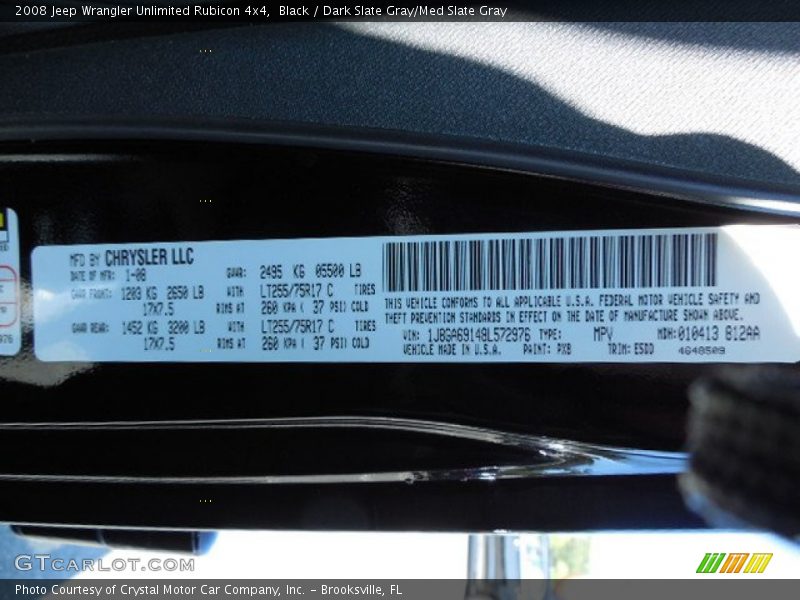 2008 Jeep Wrangler Unlimited Rubicon 4x4,  Black / Dark Slate Gray/Med Slate Gray
MFD BY CHRYSLER LLC
DATE OF MFR: 1-08 GVWR: 2495 KG 05500 LB
GAWR FRONT: 1203 KG 2650 LB WITH LT255/75R17 C TIRES
17X7.5 RIMS AT 260 KPA ( 37 PSI) COLD
GAWR REAR: 1452 KG 3200 LB WITH LT255/75R17 C TIRES
17X7.5 RIMS AT 260 KPA ( 37 PSI) COLD
THIS VEHICLE CONFORMS TO ALL APPLICABLE U.S.A. FEDERAL MOTOR VEHICLE SAFETY AND
THEFT PREVENTION STANDARDS IN EFFECT ON THE DATE OF MANUFACTURE SHOWN ABOVE.
VIN: 1J8GA69148L572976 TYPE: MPV MDH: 010413 812AA
VEHICLE MADE IN U.S.A. PAINT: PX8 TRIM: E5DD 4648509
GTCARLOT.COM
Photo Courtesy of Crystal Motor Car Company, Inc. – Brooksville, FL